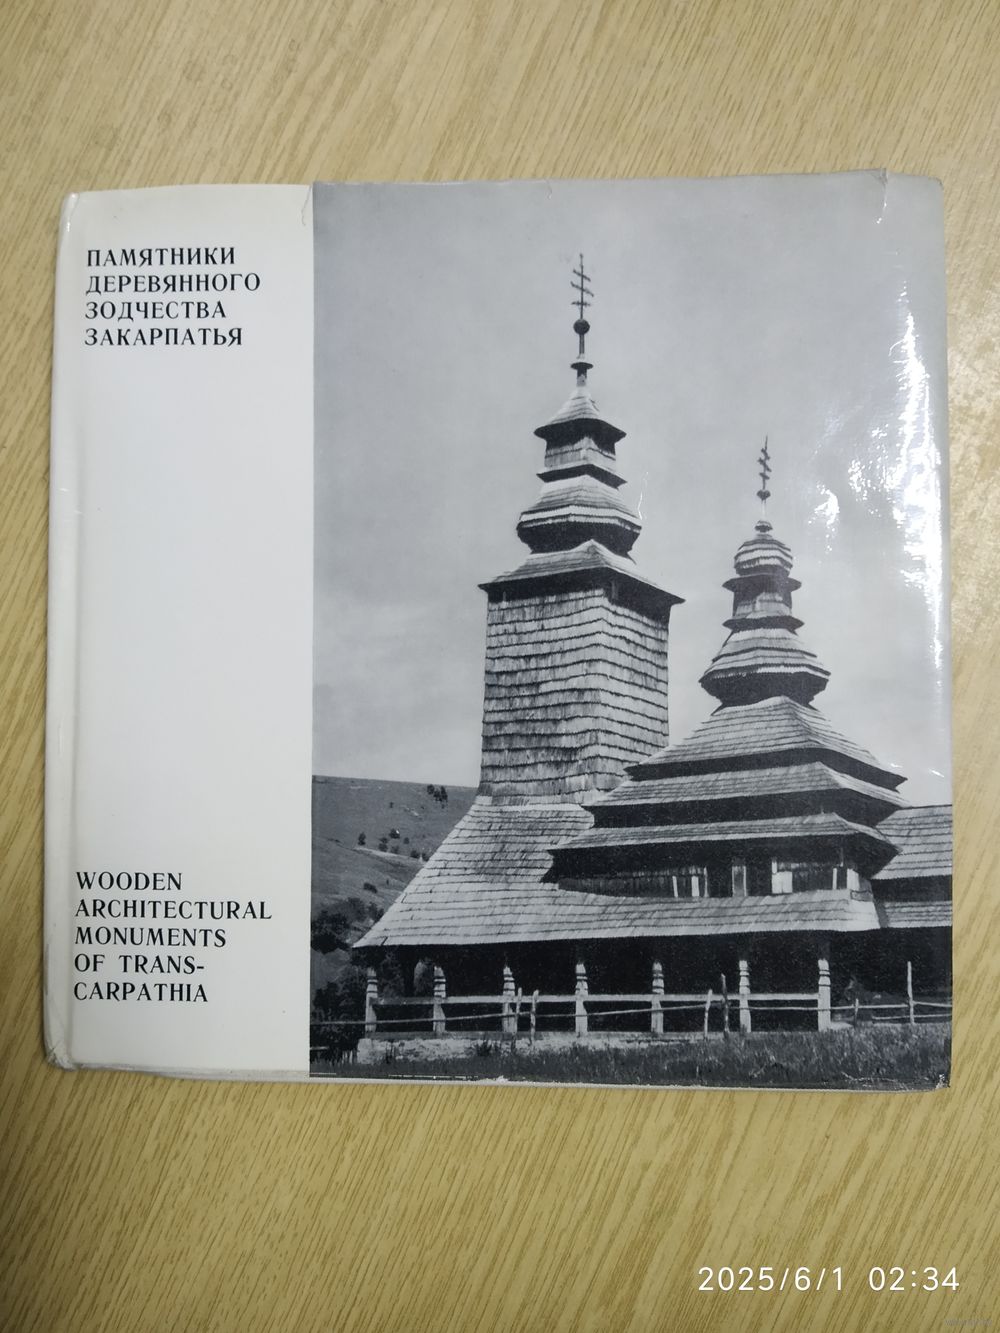 ПАМЯТНИКИ
ДЕРЕВЯННОГО
ЗОДЧЕСТВА
ЗАКАРПАТЬЯ
WOODEN
ARCHITECTURAL
MONUMENTS
OF TRANS-
CARPATHIA
2025/6/1 02:34